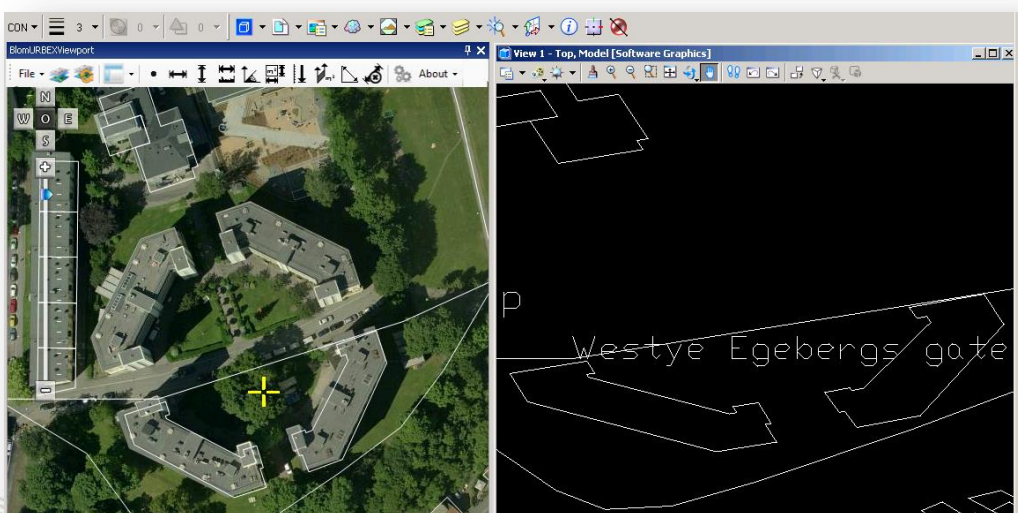 CON 3 0 0
BlomURBEXViewport
File About
N
W O E
S
View 1 - Top, Model [Software Graphics]
p
Westye Egebergs gate